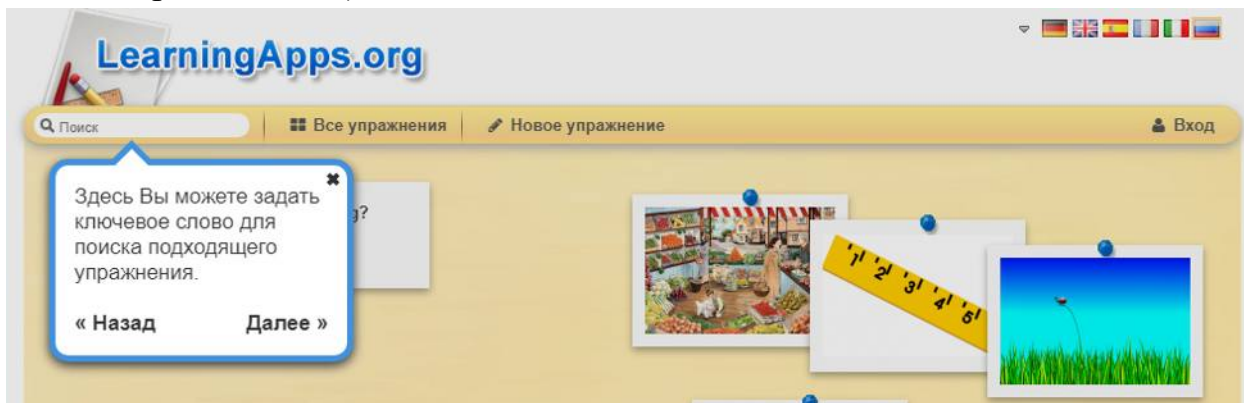 LearningApps.org
Поиск
Все упражнения
Новое упражнение
Вход
Здесь Вы можете задать
ключевое слово для
поиска подходящего
упражнения.
« Назад Далее »
g?
1 2 3 4 5